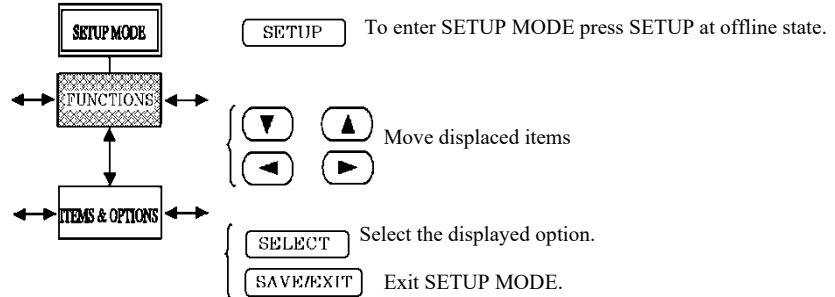 SETUP MODE
SETUP To enter SETUP MODE press SETUP at offline state.
FUNCTIONS
Move displaced items
ITEMS & OPTIONS
SELECT Select the displayed option.
SAVE/EXIT Exit SETUP MODE.